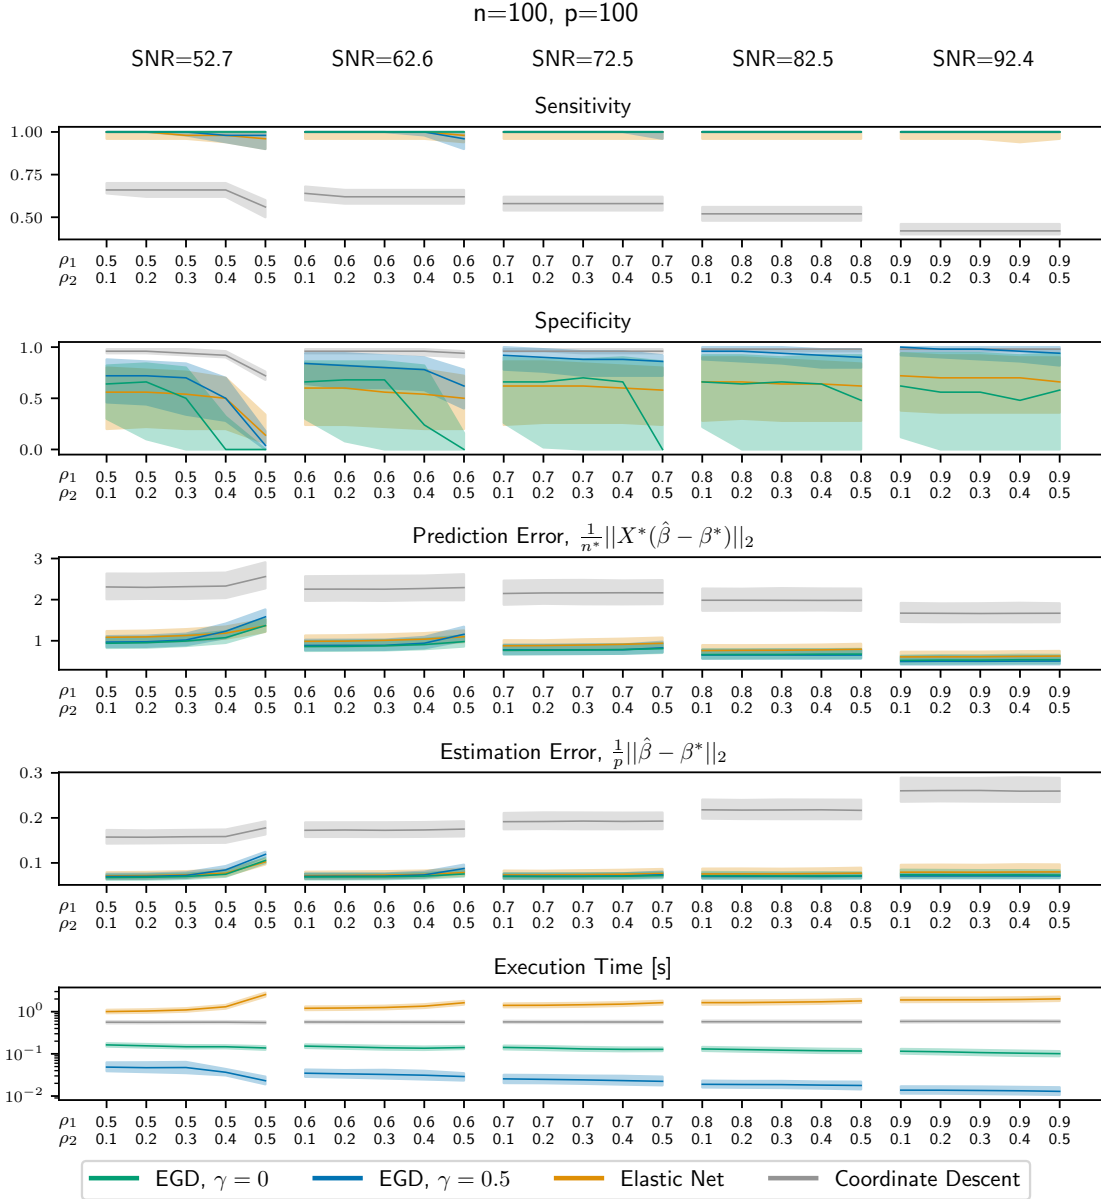 n=100, p=100
SNR=52.7 SNR=62.6 SNR=72.5 SNR=82.5 SNR=92.4
Sensitivity
1.00
0.75
0.50
ρ₁ 0.5 0.5 0.5 0.5 0.5 0.6 0.6 0.6 0.6 0.6 0.7 0.7 0.7 0.7 0.7 0.8 0.8 0.8 0.8 0.8 0.9 0.9 0.9 0.9 0.9
ρ₂ 0.1 0.2 0.3 0.4 0.5 0.1 0.2 0.3 0.4 0.5 0.1 0.2 0.3 0.4 0.5 0.1 0.2 0.3 0.4 0.5 0.1 0.2 0.3 0.4 0.5
Specificity
1.0
0.5
0.0
ρ₁ 0.5 0.5 0.5 0.5 0.5 0.6 0.6 0.6 0.6 0.6 0.7 0.7 0.7 0.7 0.7 0.8 0.8 0.8 0.8 0.8 0.9 0.9 0.9 0.9 0.9
ρ₂ 0.1 0.2 0.3 0.4 0.5 0.1 0.2 0.3 0.4 0.5 0.1 0.2 0.3 0.4 0.5 0.1 0.2 0.3 0.4 0.5 0.1 0.2 0.3 0.4 0.5
Prediction Error, 1/n* ||X*(β̂ − β*)||₂
3
2
1
ρ₁ 0.5 0.5 0.5 0.5 0.5 0.6 0.6 0.6 0.6 0.6 0.7 0.7 0.7 0.7 0.7 0.8 0.8 0.8 0.8 0.8 0.9 0.9 0.9 0.9 0.9
ρ₂ 0.1 0.2 0.3 0.4 0.5 0.1 0.2 0.3 0.4 0.5 0.1 0.2 0.3 0.4 0.5 0.1 0.2 0.3 0.4 0.5 0.1 0.2 0.3 0.4 0.5
Estimation Error, 1/p ||β̂ − β*||₂
0.3
0.2
0.1
ρ₁ 0.5 0.5 0.5 0.5 0.5 0.6 0.6 0.6 0.6 0.6 0.7 0.7 0.7 0.7 0.7 0.8 0.8 0.8 0.8 0.8 0.9 0.9 0.9 0.9 0.9
ρ₂ 0.1 0.2 0.3 0.4 0.5 0.1 0.2 0.3 0.4 0.5 0.1 0.2 0.3 0.4 0.5 0.1 0.2 0.3 0.4 0.5 0.1 0.2 0.3 0.4 0.5
Execution Time [s]
10⁰
10⁻¹
10⁻²
ρ₁ 0.5 0.5 0.5 0.5 0.5 0.6 0.6 0.6 0.6 0.6 0.7 0.7 0.7 0.7 0.7 0.8 0.8 0.8 0.8 0.8 0.9 0.9 0.9 0.9 0.9
ρ₂ 0.1 0.2 0.3 0.4 0.5 0.1 0.2 0.3 0.4 0.5 0.1 0.2 0.3 0.4 0.5 0.1 0.2 0.3 0.4 0.5 0.1 0.2 0.3 0.4 0.5
EGD, γ = 0 EGD, γ = 0.5 Elastic Net Coordinate Descent